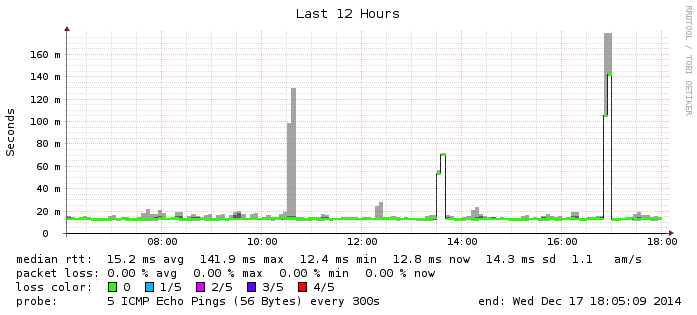 Last 12 Hours
RRDTOOL / TOBI OETIKER
Seconds
160 m
140 m
120 m
100 m
80 m
60 m
40 m
20 m
0
08:00 10:00 12:00 14:00 16:00 18:00
median rtt: 15.2 ms avg 141.9 ms max 12.4 ms min 12.8 ms now 14.3 ms sd 1.1 am/s
packet loss: 0.00 % avg 0.00 % max 0.00 % min 0.00 % now
loss color: 0 1/5 2/5 3/5 4/5
probe: 5 ICMP Echo Pings (56 Bytes) every 300s end: Wed Dec 17 18:05:09 2014